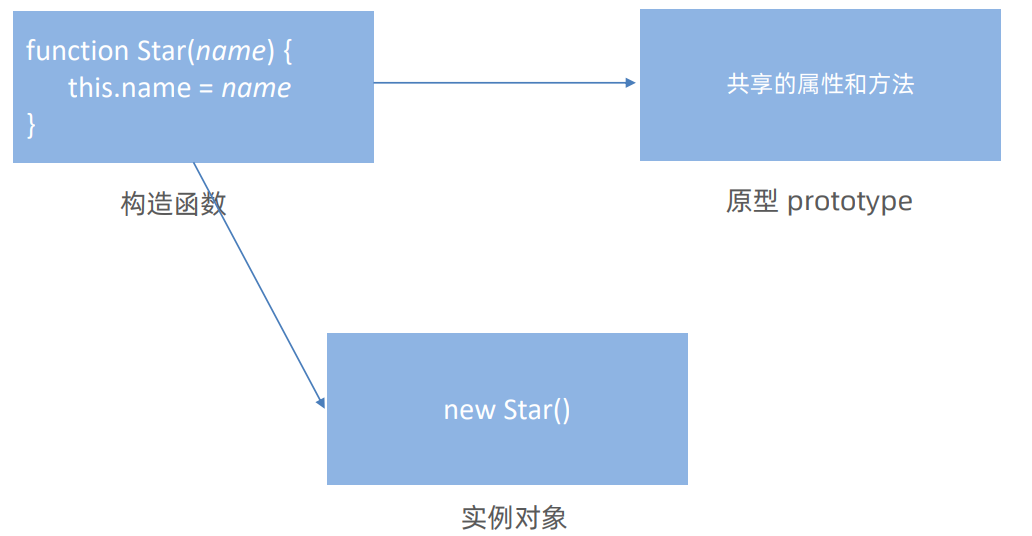 function Star(name) {
this.name = name
}
共享的属性和方法
构造函数
原型 prototype
new Star()
实例对象